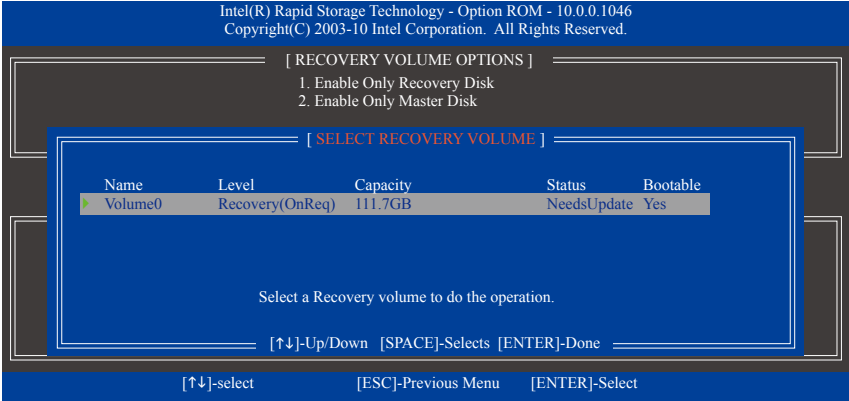 Intel(R) Rapid Storage Technology - Option ROM - 10.0.0.1046
Copyright(C) 2003-10 Intel Corporation. All Rights Reserved.
[ RECOVERY VOLUME OPTIONS ]
1. Enable Only Recovery Disk
2. Enable Only Master Disk
[ SELECT RECOVERY VOLUME ]
Name Level Capacity Status Bootable
Volume0 Recovery(OnReq) 111.7GB NeedsUpdate Yes
Select a Recovery volume to do the operation.
[↑↓]-Up/Down [SPACE]-Selects [ENTER]-Done
[↑↓]-select [ESC]-Previous Menu [ENTER]-Select